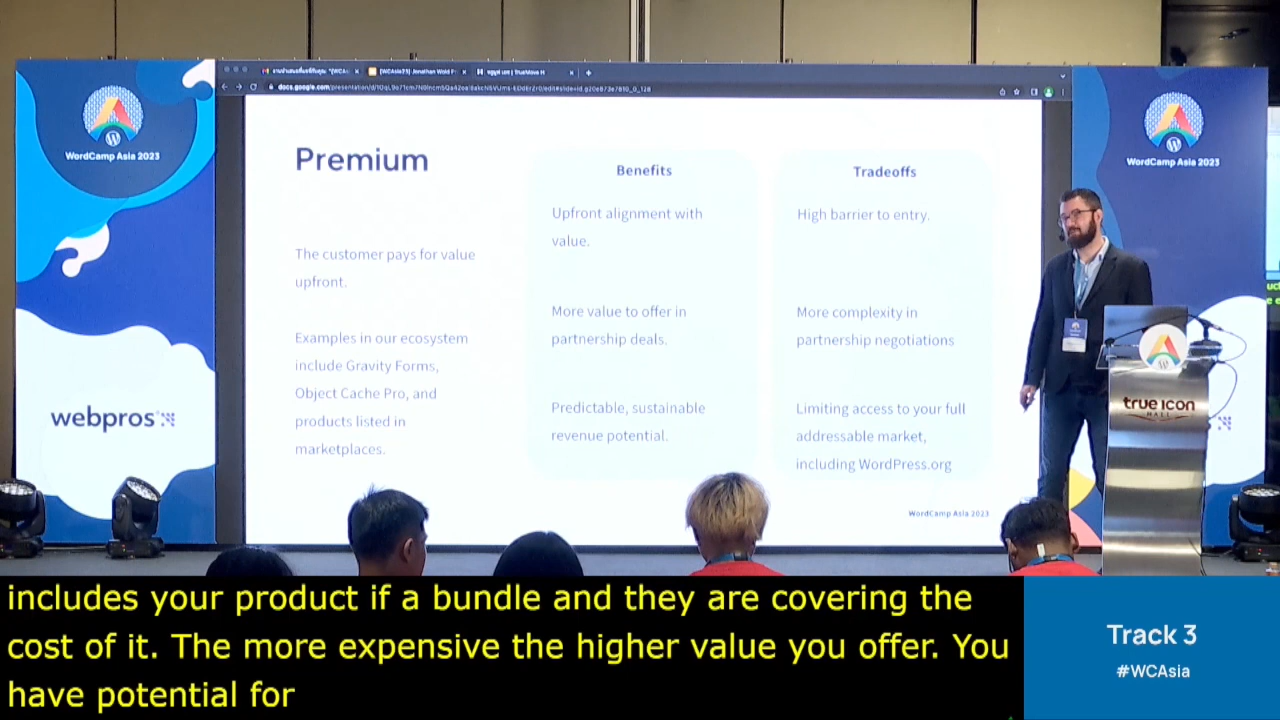 WordCamp Asia 2023
webpros
docs.google.com
Premium
The customer pays for value
upfront.
Examples in our ecosystem
include Gravity Forms,
Object Cache Pro, and
products listed in
marketplaces.
Benefits
Upfront alignment with
value.
More value to offer in
partnership deals.
Predictable, sustainable
revenue potential.
Tradeoffs
High barrier to entry.
More complexity in
partnership negotiations
Limiting access to your full
addressable market,
including WordPress.org
WordCamp Asia 2023
WordCamp Asia 2023
true icon
HALL
includes your product if a bundle and they are covering the
cost of it. The more expensive the higher value you offer. You
have potential for
Track 3
#WCAsia